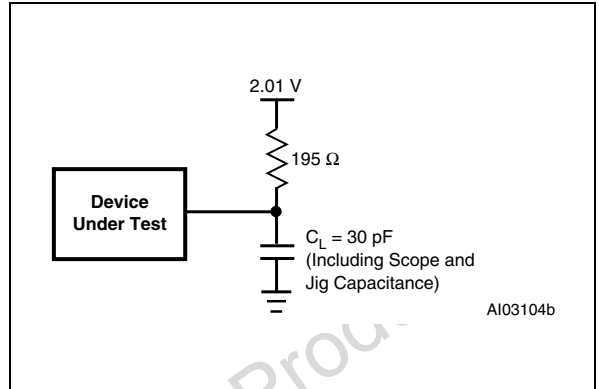 2.01 V
195 Ω
Device
Under Test
C_L = 30 pF
(Including Scope and
Jig Capacitance)
AI03104b